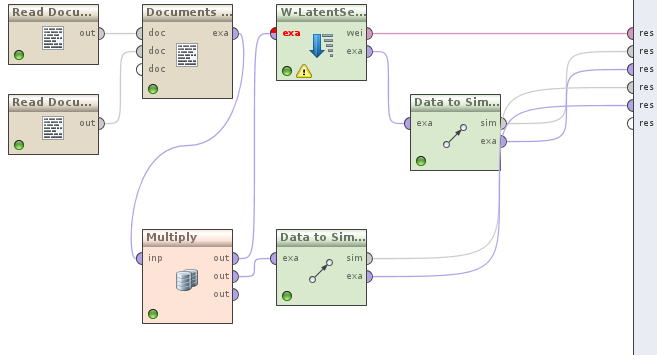 Read Docu...
out
Read Docu...
out
Documents ...
doc
exa
doc
doc
W-LatentSe...
exa
wei
exa
Data to Sim...
exa
sim
exa
Multiply
inp
out
out
out
Data to Sim...
exa
sim
exa
res
res
res
res
res
res